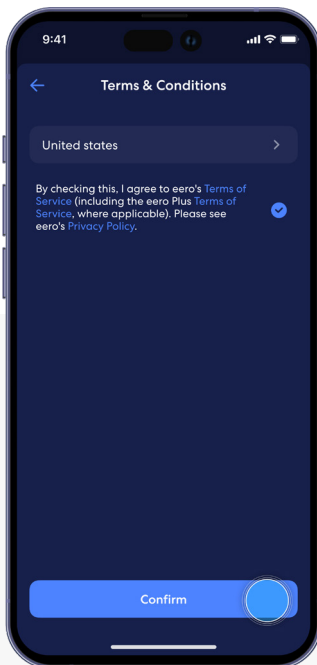 9:41
Terms & Conditions
United states
By checking this, I agree to eero's Terms of
Service (including the eero Plus Terms of
Service, where applicable). Please see
eero's Privacy Policy.
Confirm